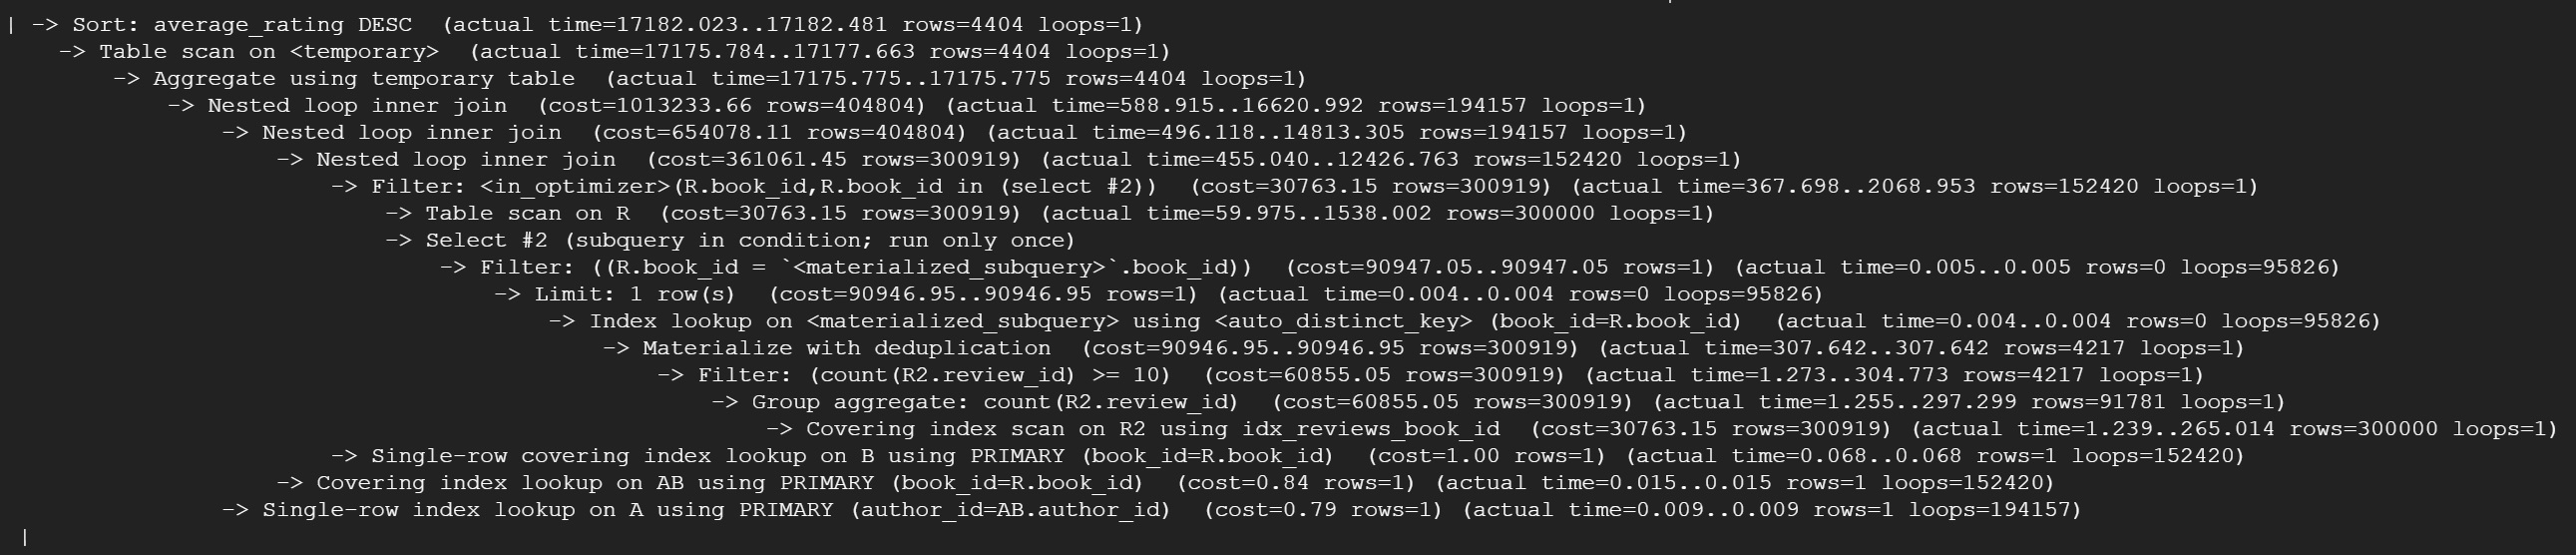 | -> Sort: average_rating DESC  (actual time=17182.023..17182.481 rows=4404 loops=1)
    -> Table scan on <temporary>  (actual time=17175.784..17177.663 rows=4404 loops=1)
        -> Aggregate using temporary table  (actual time=17175.775..17175.775 rows=4404 loops=1)
            -> Nested loop inner join  (cost=1013233.66 rows=404804) (actual time=588.915..16620.992 rows=194157 loops=1)
                -> Nested loop inner join  (cost=654078.11 rows=404804) (actual time=496.118..14813.305 rows=194157 loops=1)
                    -> Nested loop inner join  (cost=361061.45 rows=300919) (actual time=455.040..12426.763 rows=152420 loops=1)
                        -> Filter: <in_optimizer>(R.book_id,R.book_id in (select #2))  (cost=30763.15 rows=300919) (actual time=367.698..2068.953 rows=152420 loops=1)
                            -> Table scan on R  (cost=30763.15 rows=300919) (actual time=59.975..1538.002 rows=300000 loops=1)
                            -> Select #2 (subquery in condition; run only once)
                                -> Filter: ((R.book_id = `<materialized_subquery>`.book_id))  (cost=90947.05..90947.05 rows=1) (actual time=0.005..0.005 rows=0 loops=95826)
                                    -> Limit: 1 row(s)  (cost=90946.95..90946.95 rows=1) (actual time=0.004..0.004 rows=0 loops=95826)
                                        -> Index lookup on <materialized_subquery> using <auto_distinct_key> (book_id=R.book_id)  (actual time=0.004..0.004 rows=0 loops=95826)
                                            -> Materialize with deduplication  (cost=90946.95..90946.95 rows=300919) (actual time=307.642..307.642 rows=4217 loops=1)
                                                -> Filter: (count(R2.review_id) >= 10)  (cost=60855.05 rows=300919) (actual time=1.273..304.773 rows=4217 loops=1)
                                                    -> Group aggregate: count(R2.review_id)  (cost=60855.05 rows=300919) (actual time=1.255..297.299 rows=91781 loops=1)
                                                        -> Covering index scan on R2 using idx_reviews_book_id  (cost=30763.15 rows=300919) (actual time=1.239..265.014 rows=300000 loops=1)
                        -> Single-row covering index lookup on B using PRIMARY (book_id=R.book_id)  (cost=1.00 rows=1) (actual time=0.068..0.068 rows=1 loops=152420)
                    -> Covering index lookup on AB using PRIMARY (book_id=R.book_id)  (cost=0.84 rows=1) (actual time=0.015..0.015 rows=1 loops=152420)
                -> Single-row index lookup on A using PRIMARY (author_id=AB.author_id)  (cost=0.79 rows=1) (actual time=0.009..0.009 rows=1 loops=194157)
 |